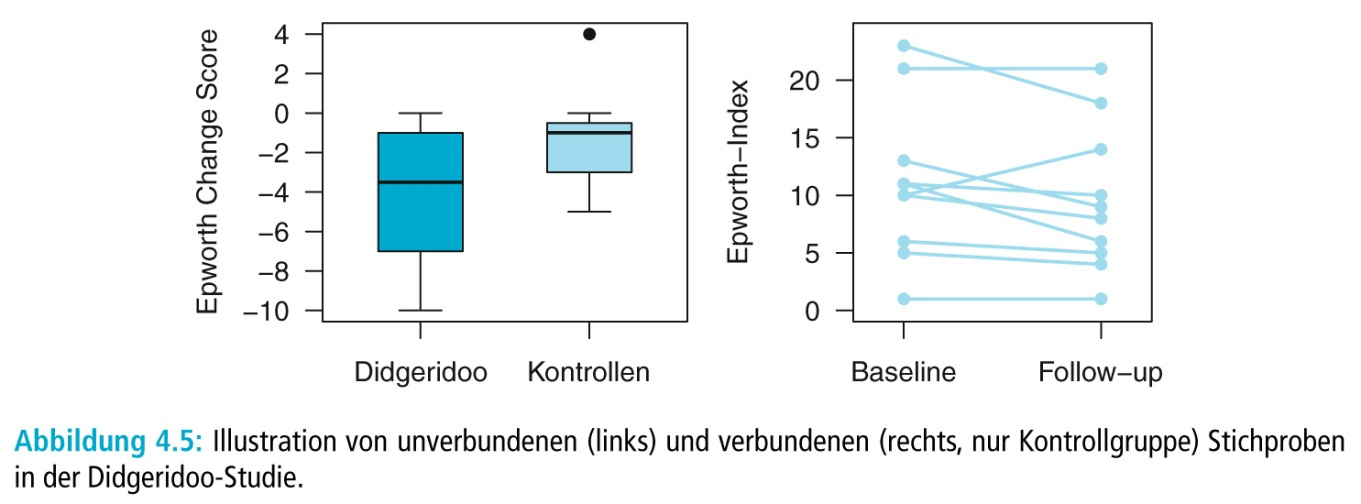 Epworth Change Score
4
2
0
−2
−4
−6
−8
−10
Didgeridoo
Kontrollen
Epworth−Index
20
15
10
5
0
Baseline
Follow−up
Abbildung 4.5: Illustration von unverbundenen (links) und verbundenen (rechts, nur Kontrollgruppe) Stichproben
in der Didgeridoo-Studie.